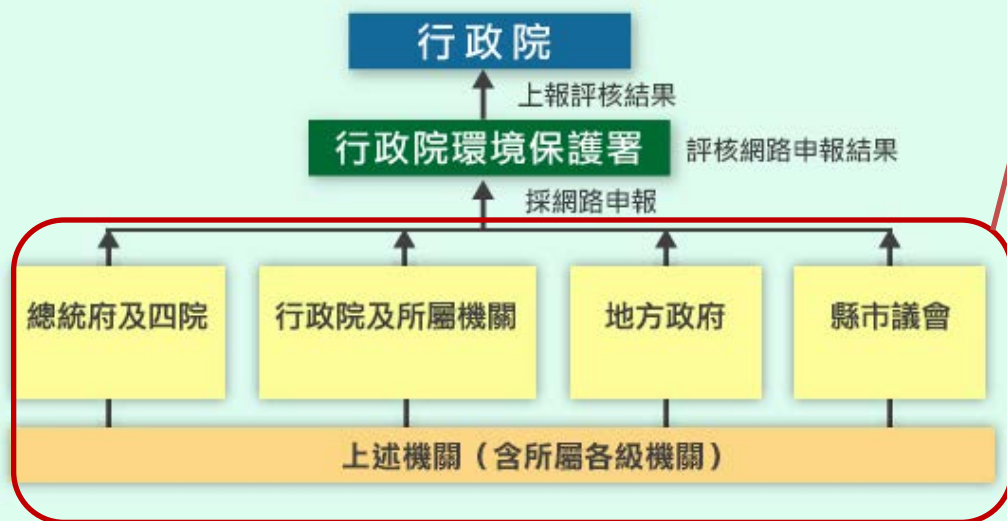 行政院
上報評核結果
行政院環境保護署
評核網路申報結果
採網路申報
總統府及四院
行政院及所屬機關
地方政府
縣市議會
上述機關（含所屬各級機關）